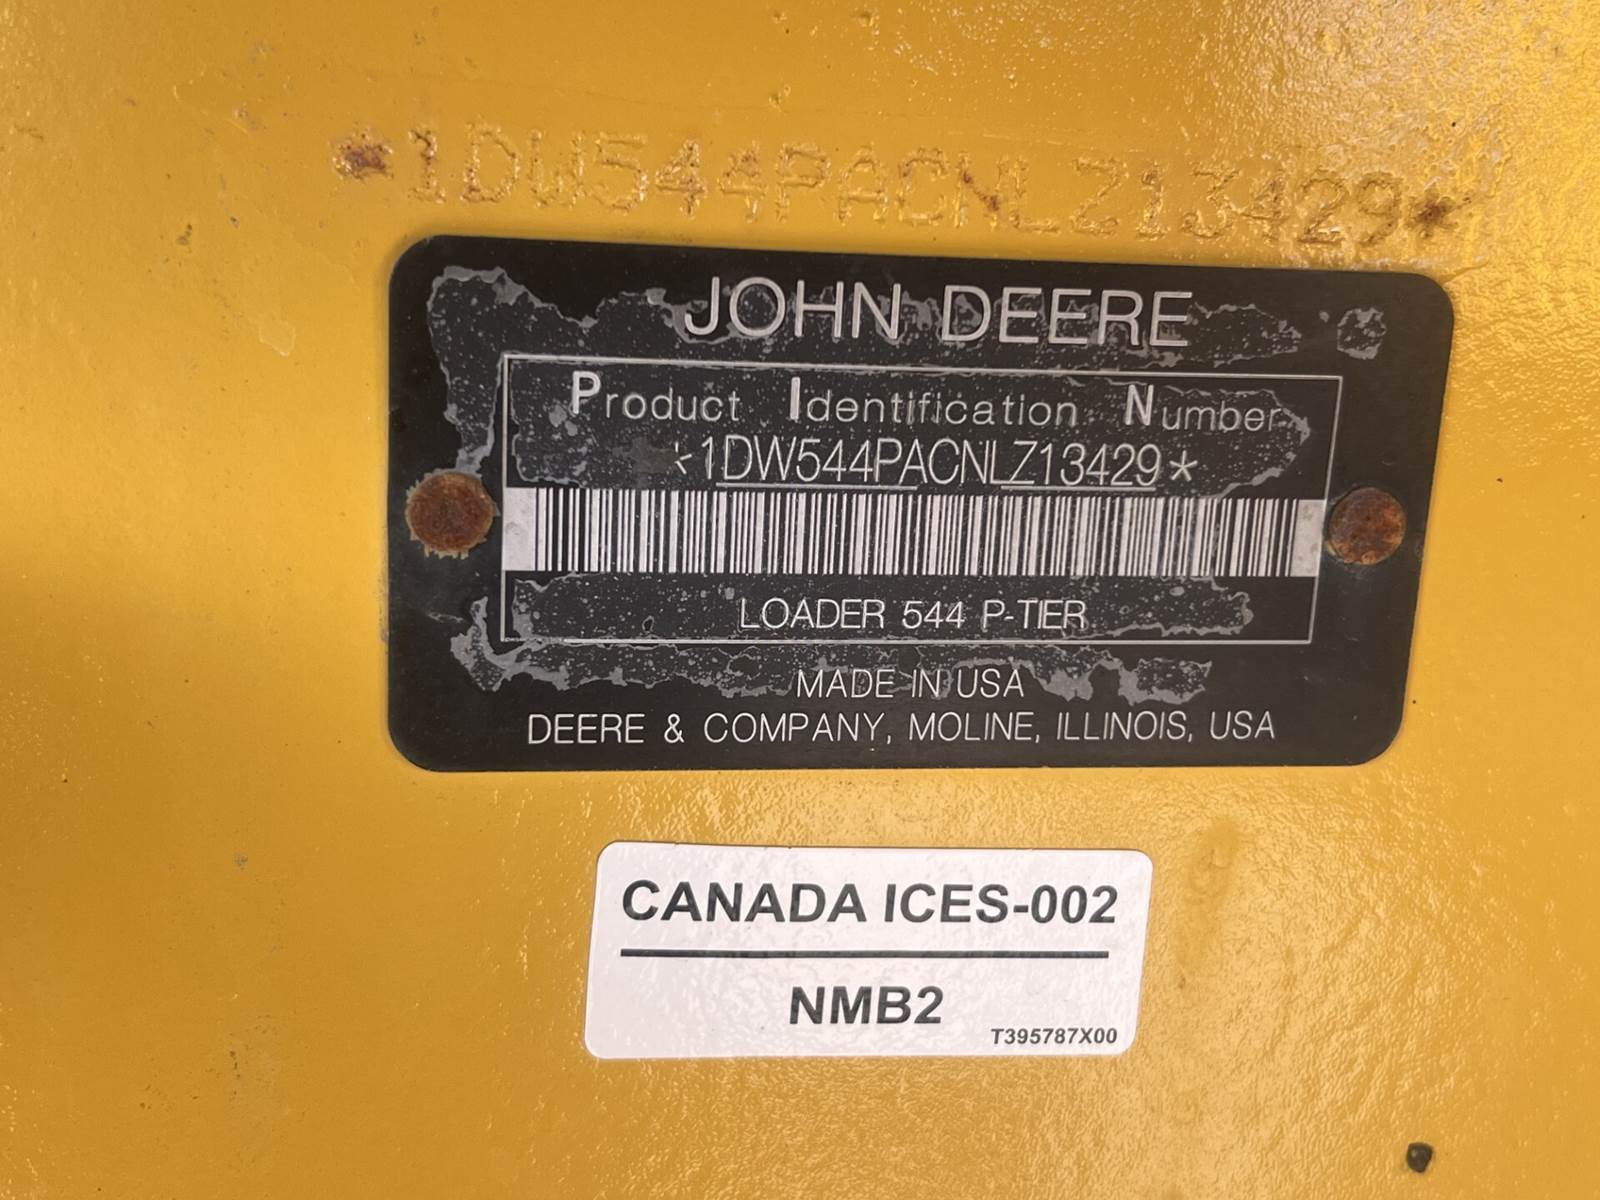 *1DW544PACNLZ13429*
JOHN DEERE
Product Identification Number
*1DW544PACNLZ13429*
LOADER 544 P-TIER
MADE IN USA
DEERE & COMPANY, MOLINE, ILLINOIS, USA
CANADA ICES-002
NMB2
T395787X00